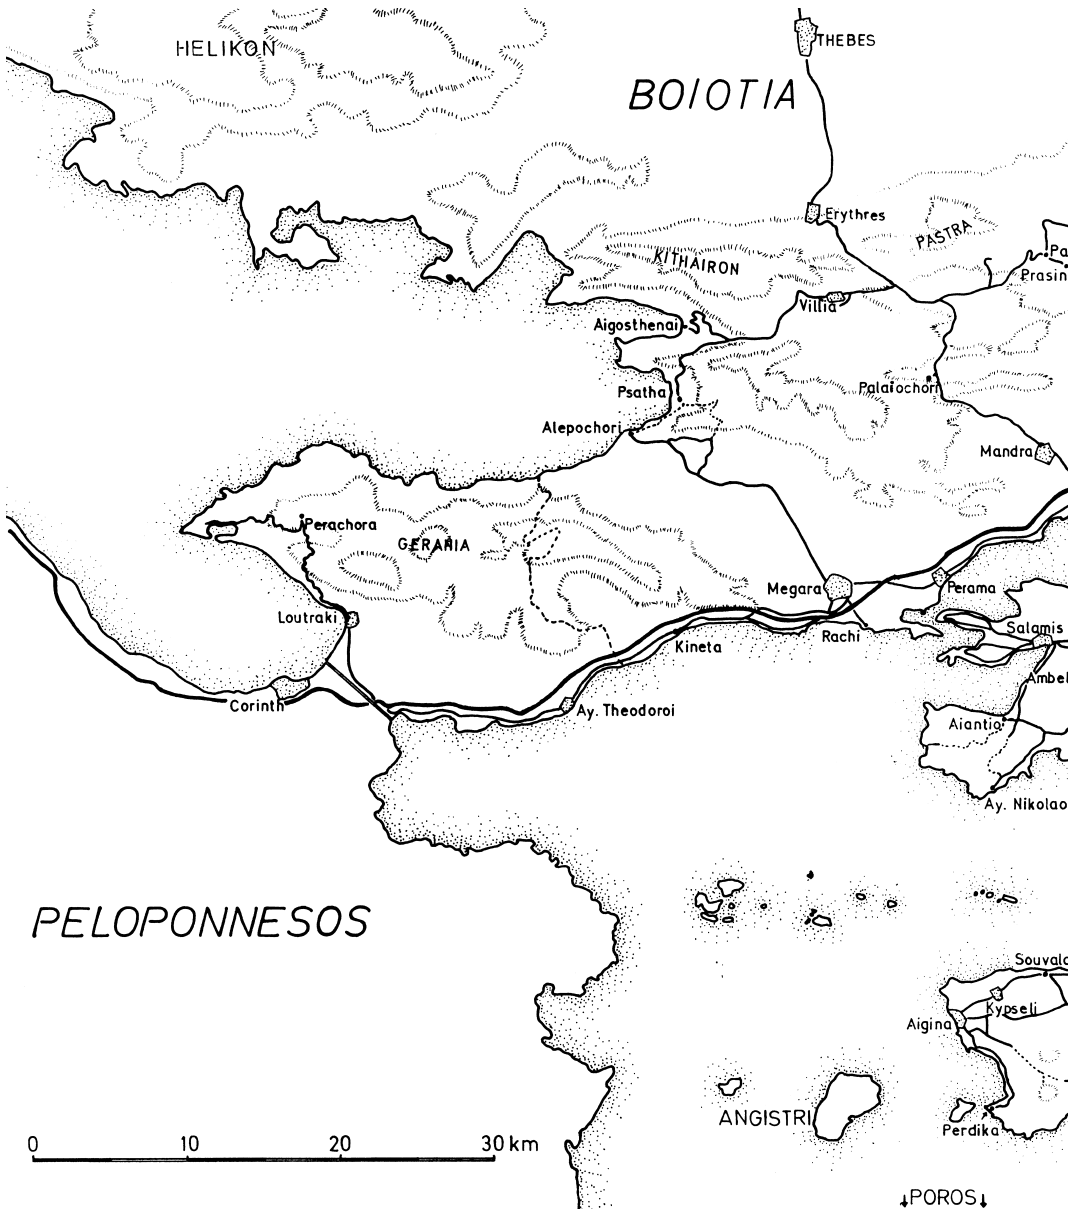 HELIKON
THEBES
BOIOTIA
Erythres
PASTRA
KITHAIRON
Pa
Prasin
Villia
Aigosthenai
Psatha
Palaiochori
Alepochori
Mandra
Perachora
GERANIA
Megara
Perama
Loutraki
Rachi
Salamis
Kineta
Ambel
Corinth
Ay. Theodoroi
Aiantio
Ay. Nikolao
PELOPONNESOS
Souvala
Kypseli
Aigina
ANGISTRI
Perdika
0 10 20 30 km
↓POROS↓